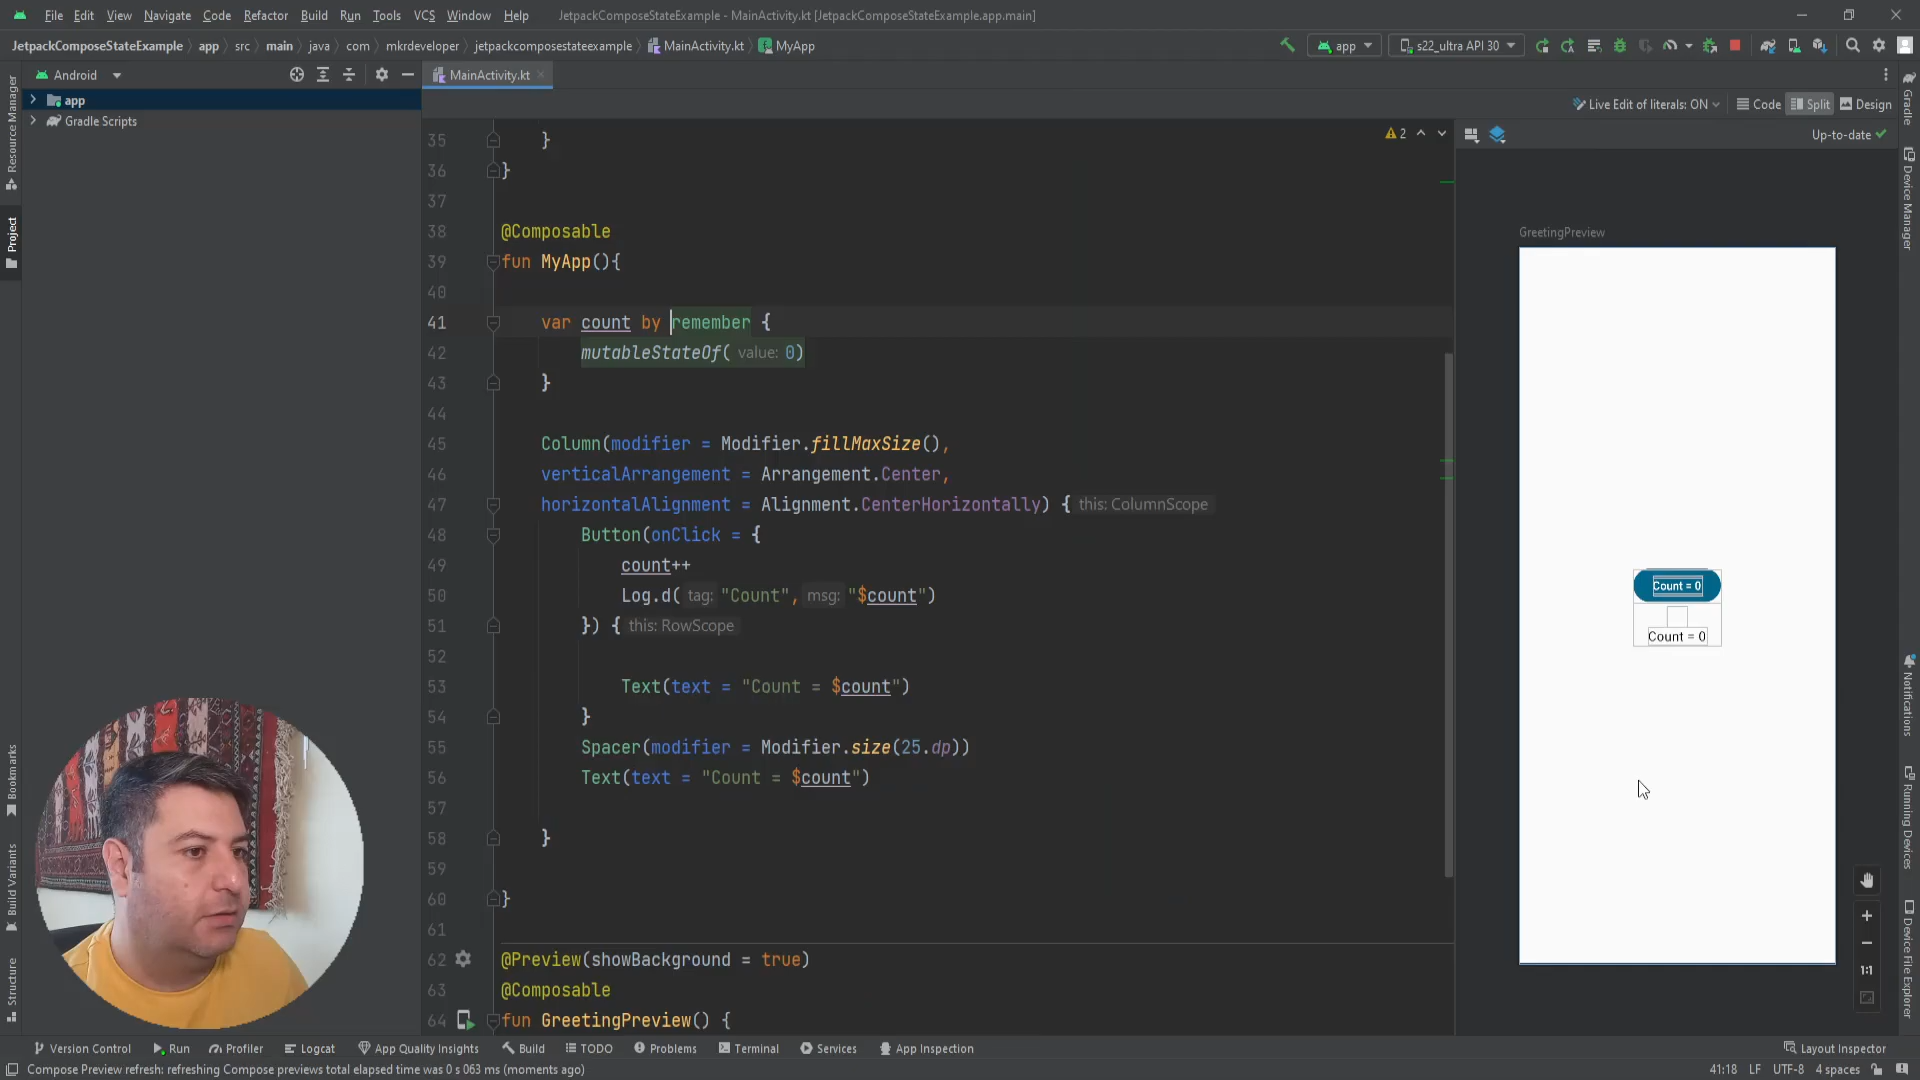 File Edit View Navigate Code Refactor Build Run Tools VCS Window Help JetpackComposeStateExample - MainActivity.kt [JetpackComposeStateExample.app.main]
JetpackComposeStateExample app src main java com mkrdeveloper jetpackcomposestateexample MainActivity.kt MyApp app s22_ultra API 30
Android
MainActivity.kt
app
Gradle Scripts
Live Edit of literals: ON Code Split Design
2
Up-to-date
35 }
36 }
37
38 @Composable
39 fun MyApp(){
40
41 var count by remember {
42 mutableStateOf( value: 0)
43 }
44
45 Column(modifier = Modifier.fillMaxSize(),
46 verticalArrangement = Arrangement.Center,
47 horizontalAlignment = Alignment.CenterHorizontally) { this: ColumnScope
48 Button(onClick = {
49 count++
50 Log.d( tag: "Count", msg: "$count")
51 }) { this: RowScope
52
53 Text(text = "Count = $count")
54 }
55 Spacer(modifier = Modifier.size(25.dp))
56 Text(text = "Count = $count")
57
58 }
59
60 }
61
62 @Preview(showBackground = true)
63 @Composable
64 fun GreetingPreview() {
GreetingPreview
Count = 0
Count = 0
1:1
Resource Manager
Project
Bookmarks
Build Variants
Structure
Gradle
Device Manager
Notifications
Running Devices
Device File Explorer
Version Control Run Profiler Logcat App Quality Insights Build TODO Problems Terminal Services App Inspection Layout Inspector
Compose Preview refresh: refreshing Compose previews total elapsed time was 0 s 063 ms (moments ago) 41:18 LF UTF-8 4 spaces